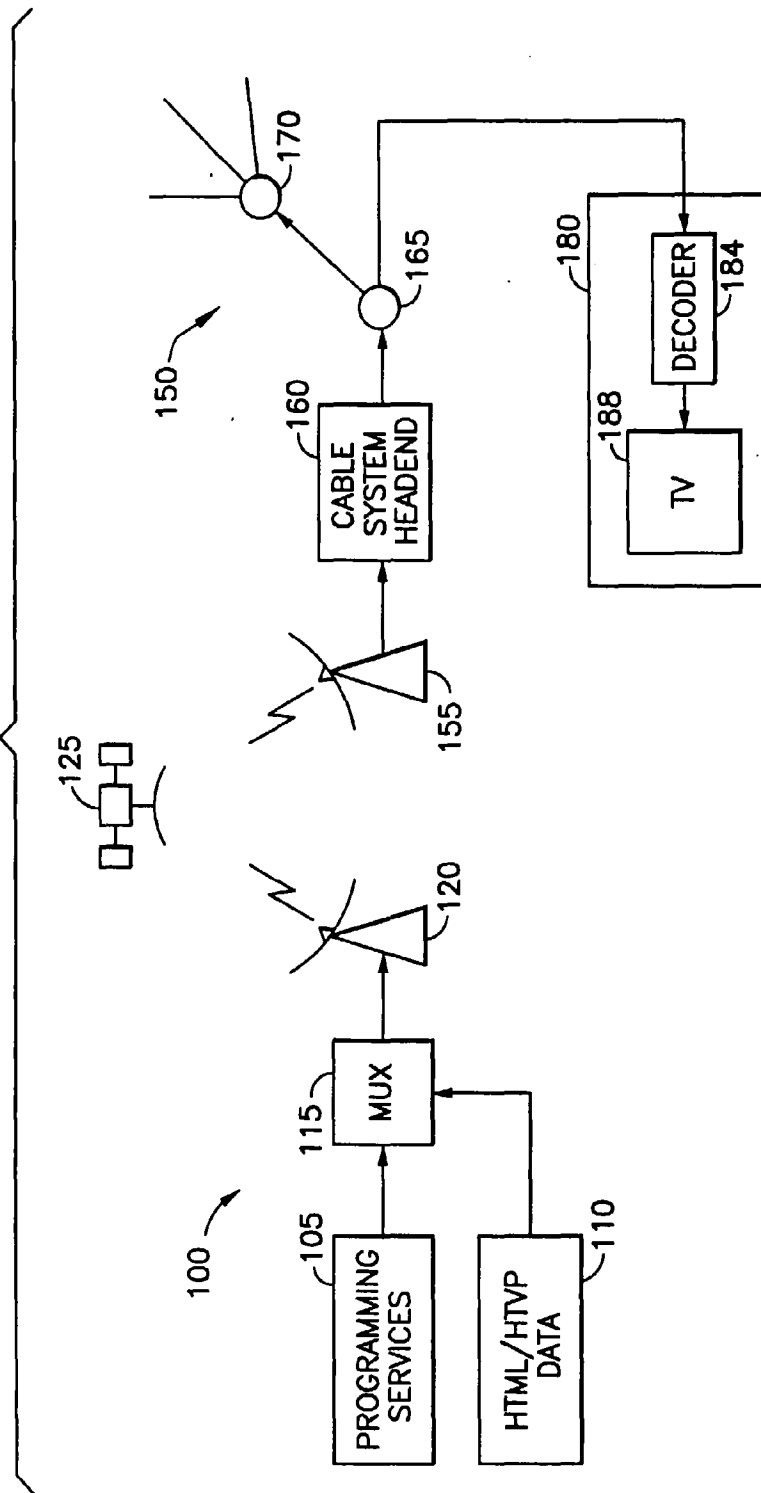 125
100
150
170
105
PROGRAMMING
SERVICES
115
MUX
120
155
160
CABLE
SYSTEM
HEADEND
165
HTML/HTVP
DATA
110
180
188
TV
DECODER
184